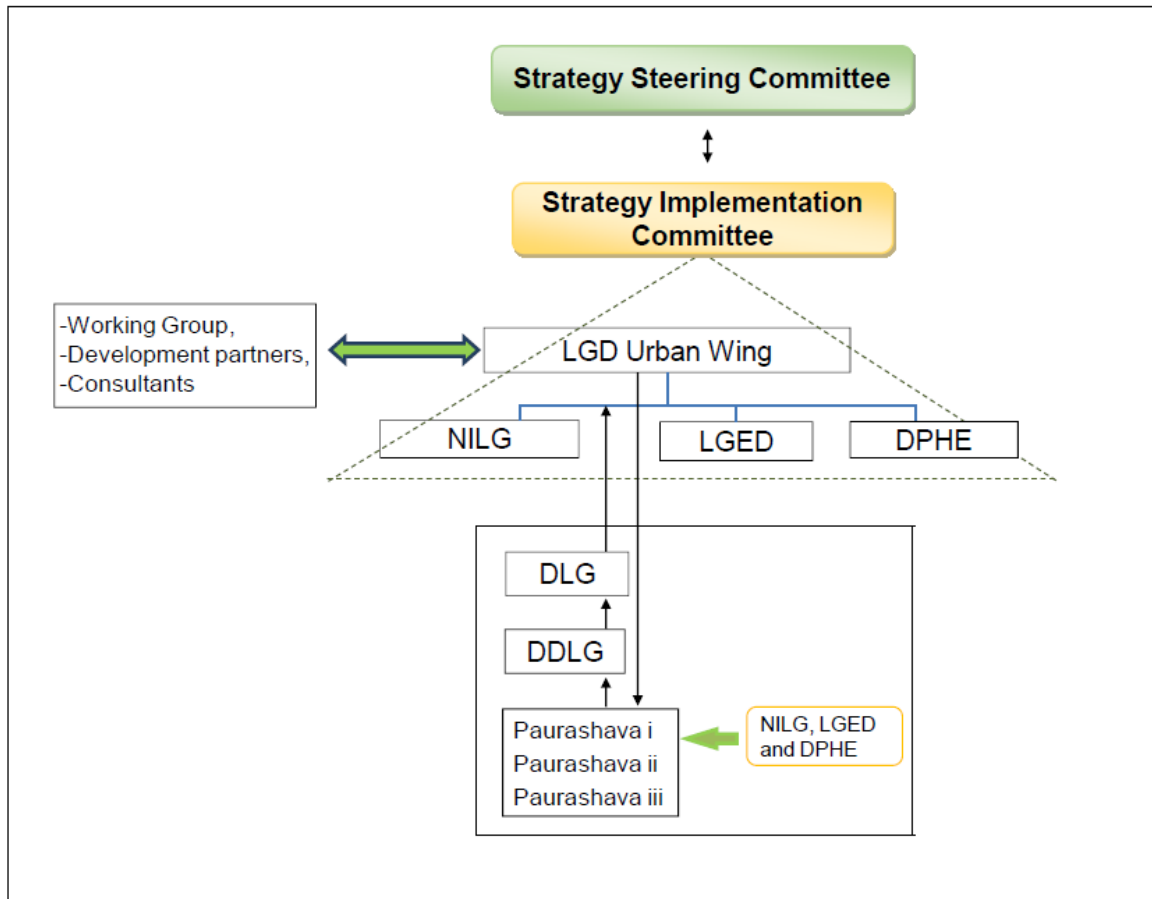 Strategy Steering Committee
Strategy Implementation
Committee
-Working Group,
-Development partners,
-Consultants
LGD Urban Wing
NILG
LGED
DPHE
DLG
DDLG
Paurashava i
Paurashava ii
Paurashava iii
NILG, LGED
and DPHE